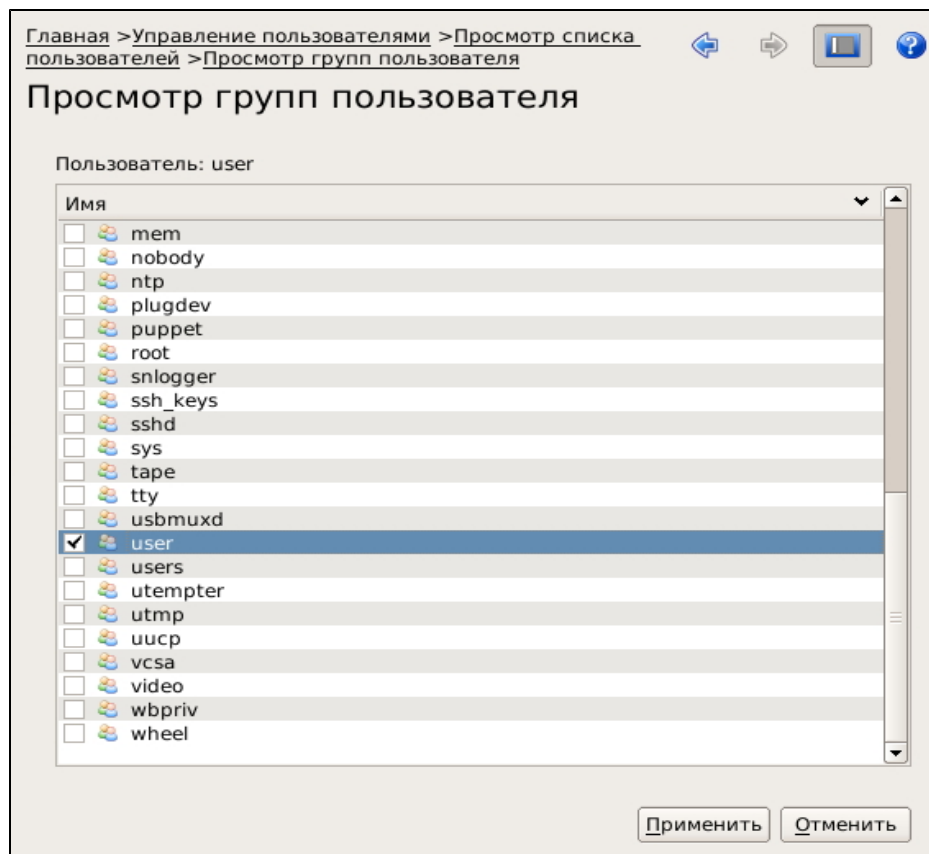 Главная >Управление пользователями >Просмотр списка
пользователей >Просмотр групп пользователя
Просмотр групп пользователя
Пользователь: user
Имя
mem
nobody
ntp
plugdev
puppet
root
snlogger
ssh_keys
sshd
sys
tape
tty
usbmuxd
user
users
utempter
utmp
uucp
vcsa
video
wbpriv
wheel
Применить
Отменить